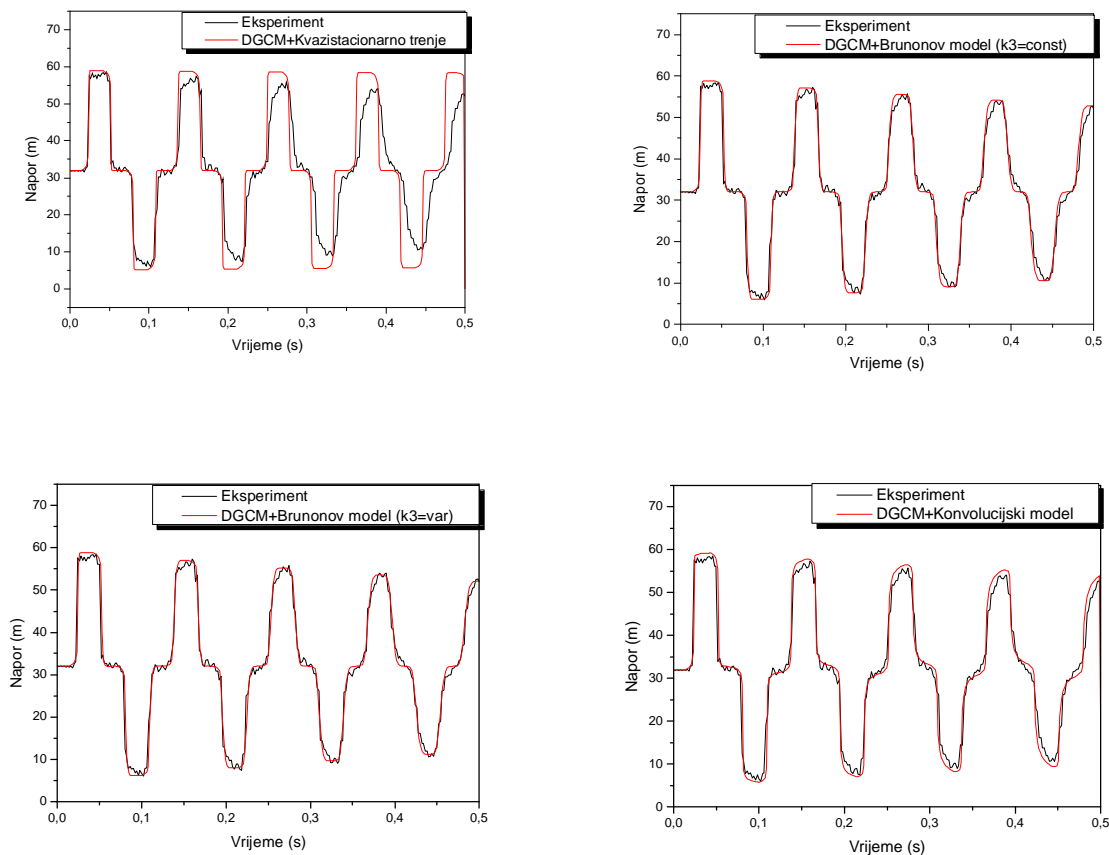 Eksperiment
DGCM+Kvazistacionarno trenje
Napor (m)
70
60
50
40
30
20
10
0
0,0 0,1 0,2 0,3 0,4 0,5
Vrijeme (s)
Eksperiment
DGCM+Brunonov model (k3=const)
Napor (m)
70
60
50
40
30
20
10
0
0,0 0,1 0,2 0,3 0,4 0,5
Vrijeme (s)
Eksperiment
DGCM+Brunonov model (k3=var)
Napor (m)
70
60
50
40
30
20
10
0
0,0 0,1 0,2 0,3 0,4 0,5
Vrijeme (s)
Eksperiment
DGCM+Konvolucijski model
Napor (m)
70
60
50
40
30
20
10
0
0,0 0,1 0,2 0,3 0,4 0,5
Vrijeme (s)